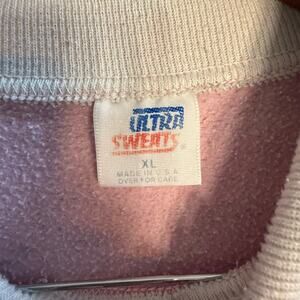 ULTRA
SWEATS®
XL
MADE IN U.S.A
OVER FOR CARE